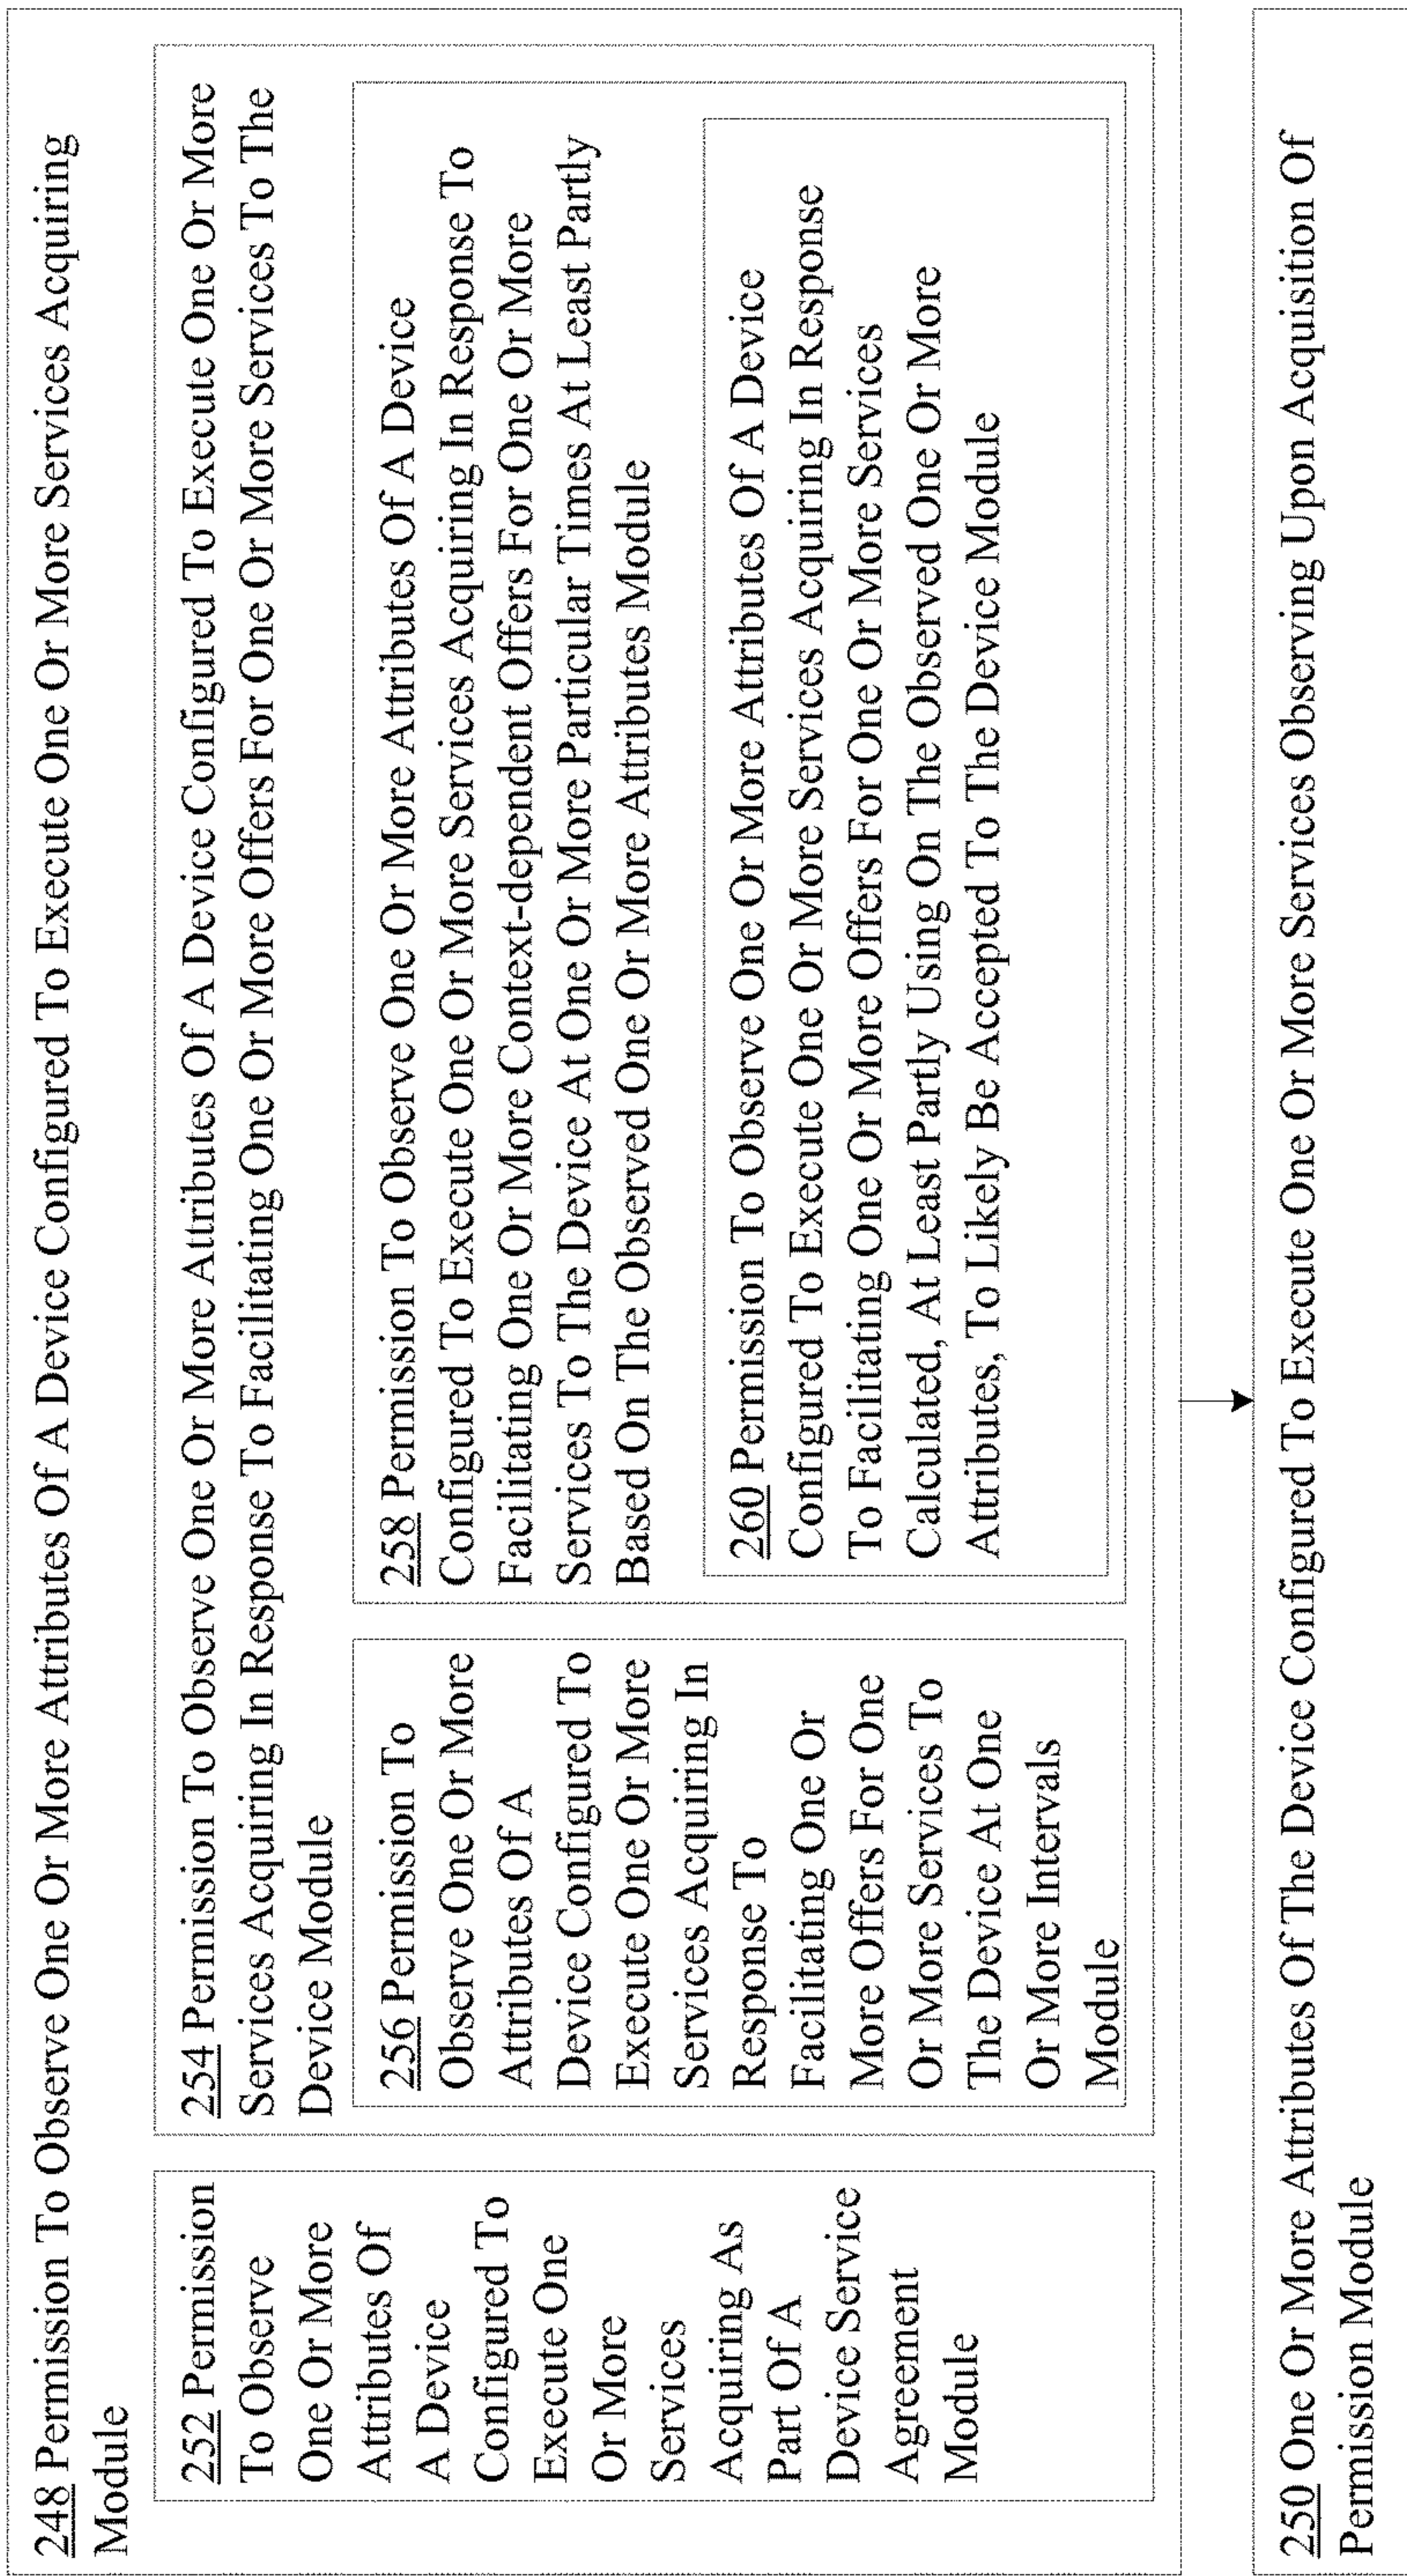 248 Permission To Observe One Or More Attributes Of A Device Configured To Execute One Or More Services Acquiring
Module
252 Permission
To Observe
One Or More
Attributes Of
A Device
Configured To
Execute One
Or More
Services
Acquiring As
Part Of A
Device Service
Agreement
Module
254 Permission To Observe One Or More Attributes Of A Device Configured To Execute One Or More
Services Acquiring In Response To Facilitating One Or More Offers For One Or More Services To The
Device Module
256 Permission To
Observe One Or More
Attributes Of A
Device Configured To
Execute One Or More
Services Acquiring In
Response To
Facilitating One Or
More Offers For One
Or More Services To
The Device At One
Or More Intervals
Module
258 Permission To Observe One Or More Attributes Of A Device
Configured To Execute One Or More Services Acquiring In Response To
Facilitating One Or More Context-dependent Offers For One Or More
Services To The Device At One Or More Particular Times At Least Partly
Based On The Observed One Or More Attributes Module
260 Permission To Observe One Or More Attributes Of A Device
Configured To Execute One Or More Services Acquiring In Response
To Facilitating One Or More Offers For One Or More Services
Calculated, At Least Partly Using On The Observed One Or More
Attributes, To Likely Be Accepted To The Device Module
250 One Or More Attributes Of The Device Configured To Execute One Or More Services Observing Upon Acquisition Of
Permission Module